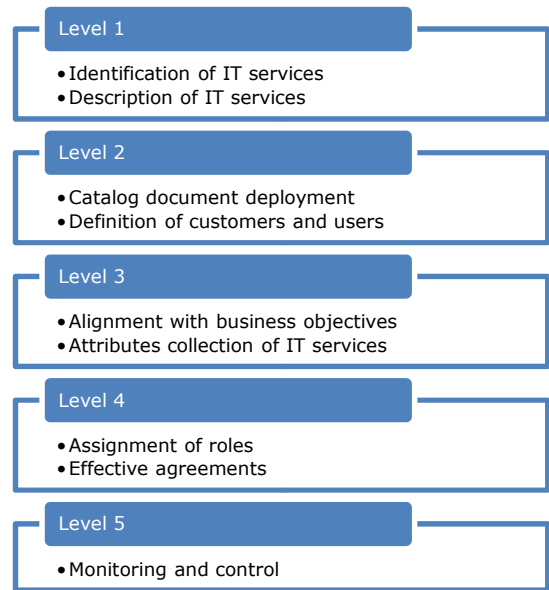 Level 1
•Identification of IT services
•Description of IT services
Level 2
•Catalog document deployment
•Definition of customers and users
Level 3
•Alignment with business objectives
•Attributes collection of IT services
Level 4
•Assignment of roles
•Effective agreements
Level 5
•Monitoring and control